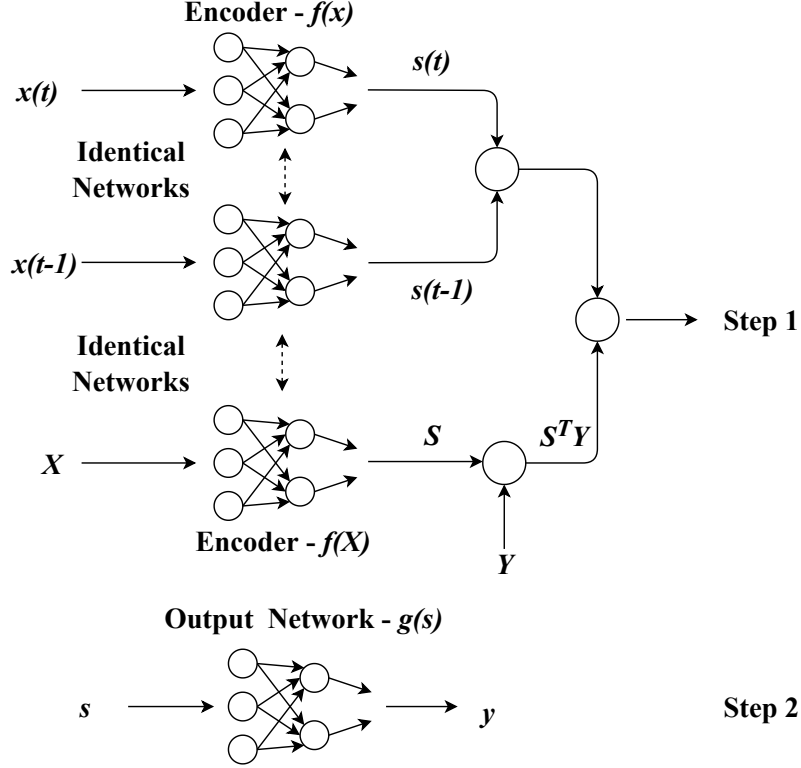 Encoder - f(x)
x(t)
s(t)
Identical
Networks
x(t-1)
s(t-1)
Step 1
Identical
Networks
X
S
S^T Y
Encoder - f(X)
Y
Output Network - g(s)
s
y
Step 2